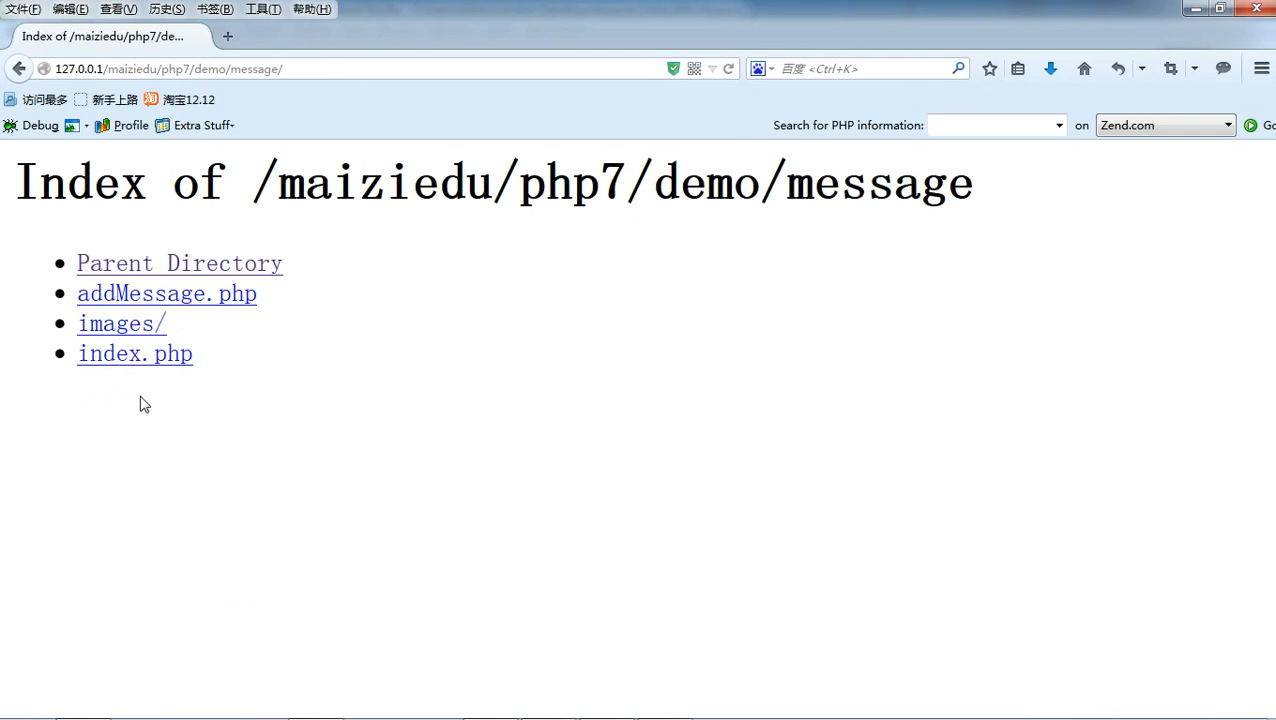 文件(F) 编辑(E) 查看(V) 历史(S) 书签(B) 工具(T) 帮助(H)
Index of /maiziedu/php7/de...
127.0.0.1/maiziedu/php7/demo/message/
百度 <Ctrl+K>
访问最多 新手上路 淘宝12.12
Debug Profile Extra Stuff
Search for PHP information: on Zend.com Go
Index of /maiziedu/php7/demo/message
Parent Directory
addMessage.php
images/
index.php